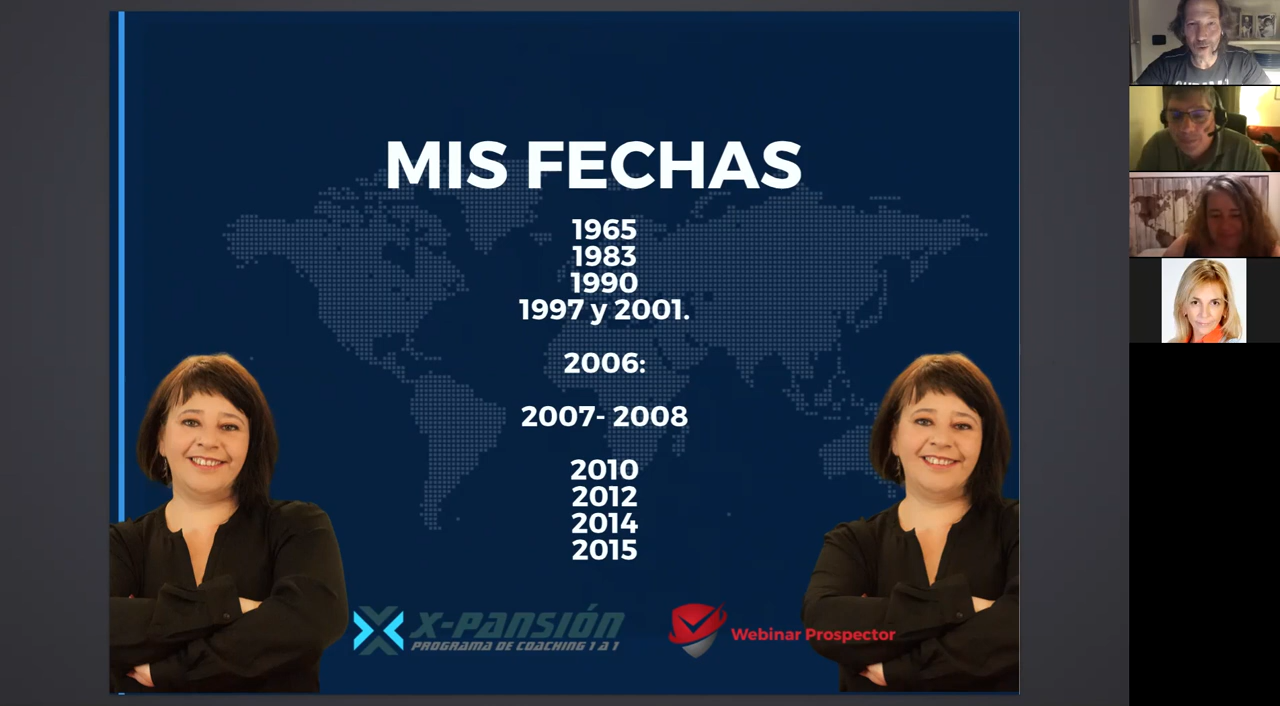 MIS FECHAS
1965
1983
1990
1997 y 2001.
2006:
2007- 2008
2010
2012
2014
2015
X-PANSIÓN
PROGRAMA DE COACHING 1 A 1
Webinar Prospector